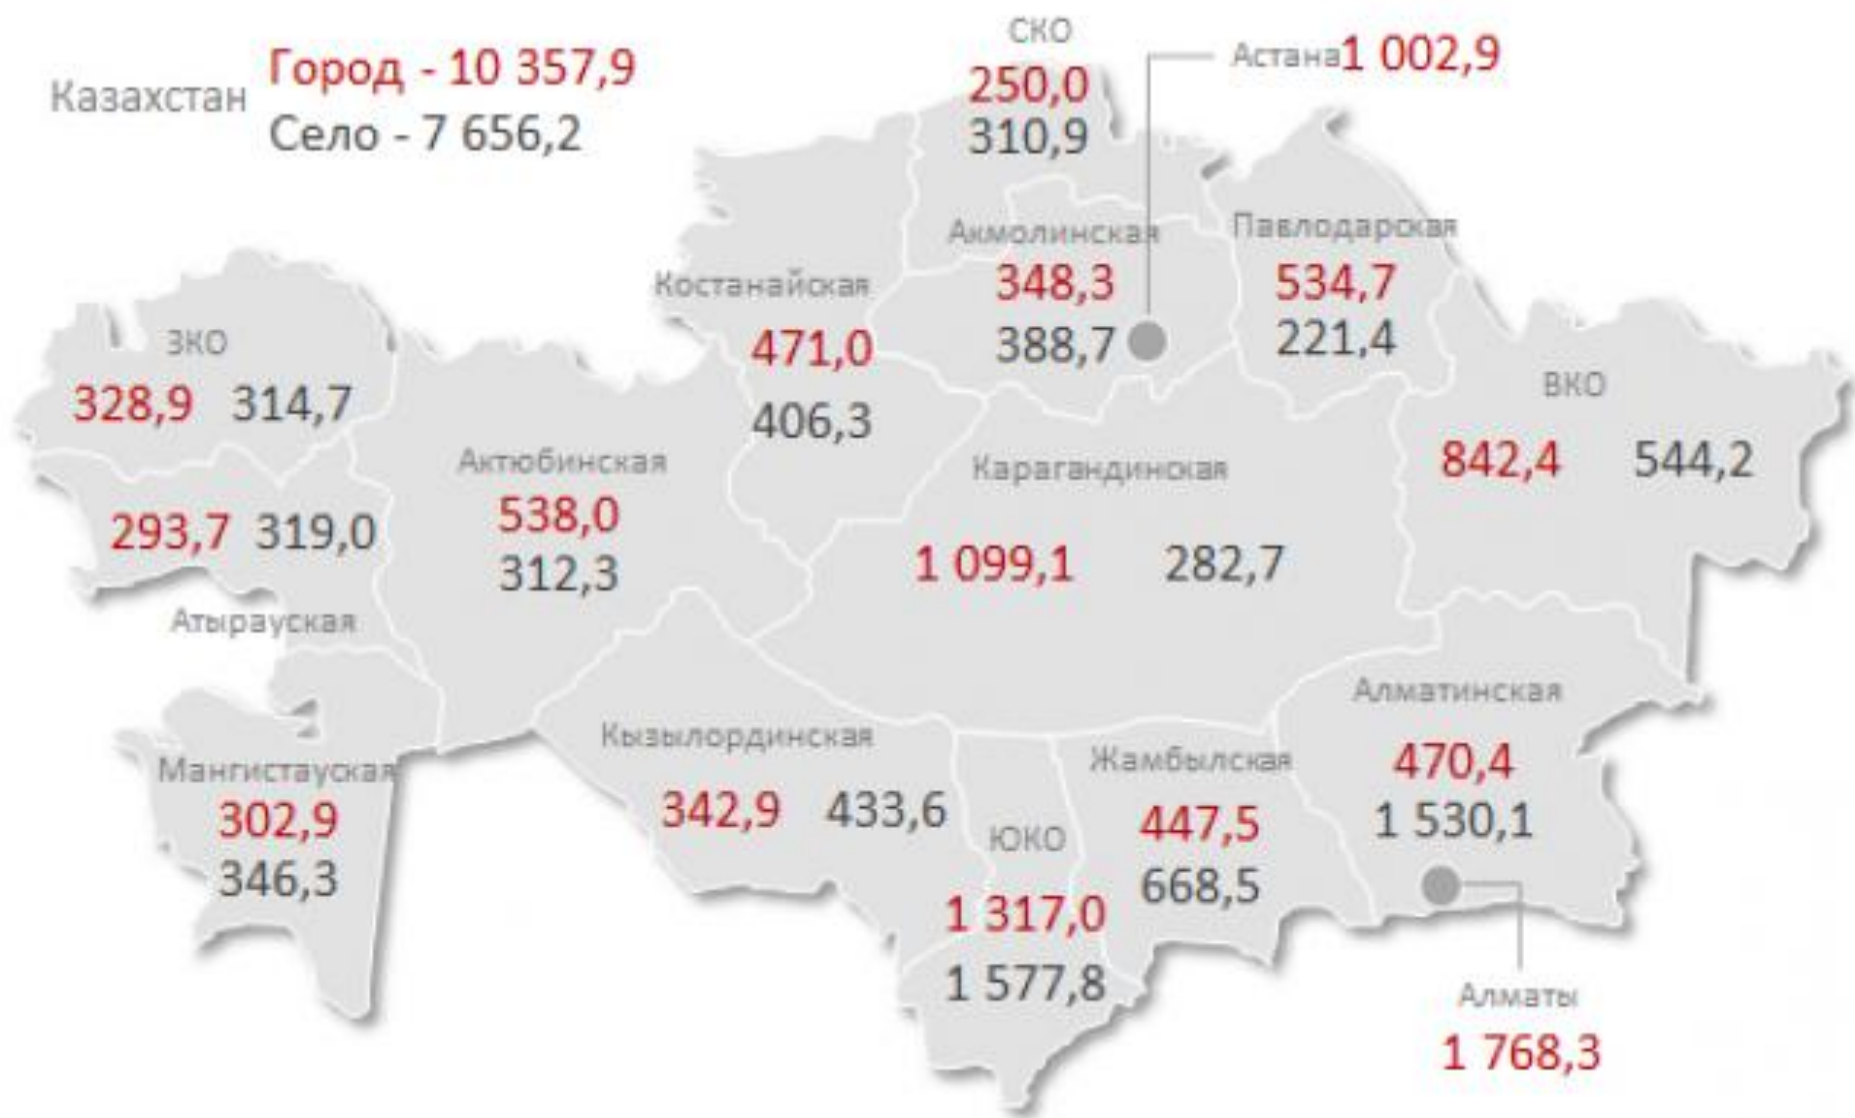 Казахстан
Город - 10 357,9
Село - 7 656,2
СКО
250,0
310,9
Астана 1 002,9
Акмолинская
348,3
388,7
Павлодарская
534,7
221,4
Костанайская
471,0
406,3
ЗКО
328,9 314,7
ВКО
842,4 544,2
Актюбинская
538,0
312,3
Карагандинская
1 099,1 282,7
293,7 319,0
Атырауская
Мангистауская
302,9
346,3
Кызылординская
342,9 433,6
ЮКО
1 317,0
1 577,8
Жамбылская
447,5
668,5
Алматинская
470,4
1 530,1
Алматы
1 768,3